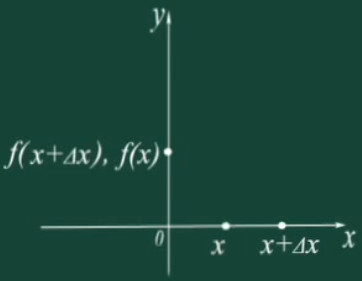 y
f(x+Δx), f(x)
0
x
x+Δx
x